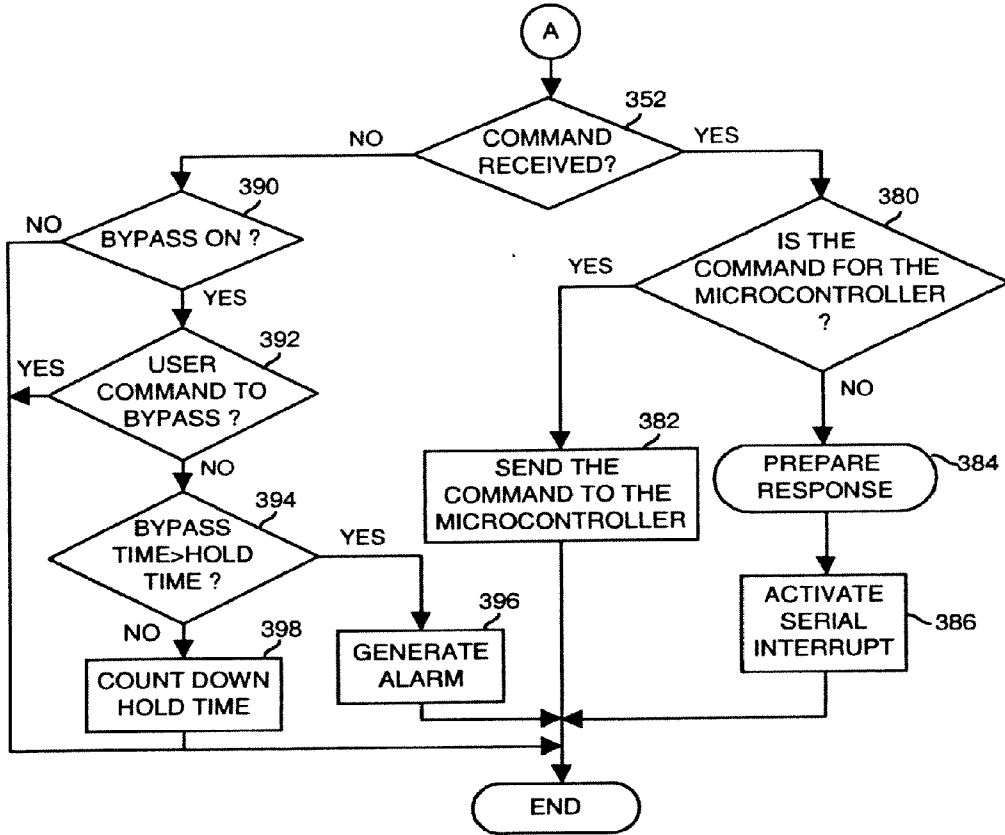 A
352
COMMAND
RECEIVED?
NO
YES
390
BYPASS ON ?
NO
YES
380
IS THE
COMMAND FOR THE
MICROCONTROLLER
?
YES
NO
392
USER
COMMAND TO
BYPASS ?
YES
NO
382
SEND THE
COMMAND TO THE
MICROCONTROLLER
PREPARE
RESPONSE
384
394
BYPASS
TIME>HOLD
TIME ?
YES
NO
ACTIVATE
SERIAL
INTERRUPT
386
396
GENERATE
ALARM
398
COUNT DOWN
HOLD TIME
END